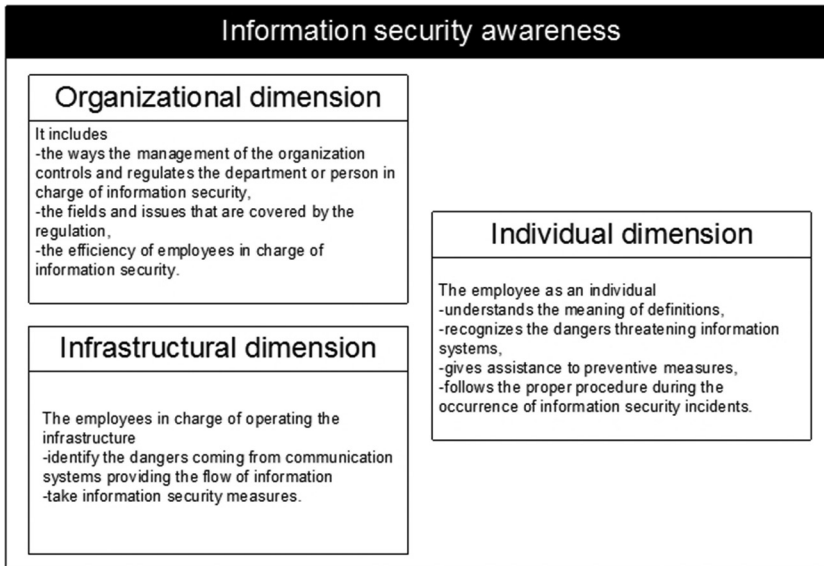 Information security awareness
Organizational dimension
It includes
-the ways the management of the organization
controls and regulates the department or person in
charge of information security,
-the fields and issues that are covered by the
regulation,
-the efficiency of employees in charge of
information security.
Infrastructural dimension
The employees in charge of operating the
infrastructure
-identify the dangers coming from communication
systems providing the flow of information
-take information security measures.
Individual dimension
The employee as an individual
-understands the meaning of definitions,
-recognizes the dangers threatening information
systems,
-gives assistance to preventive measures,
-follows the proper procedure during the
occurrence of information security incidents.